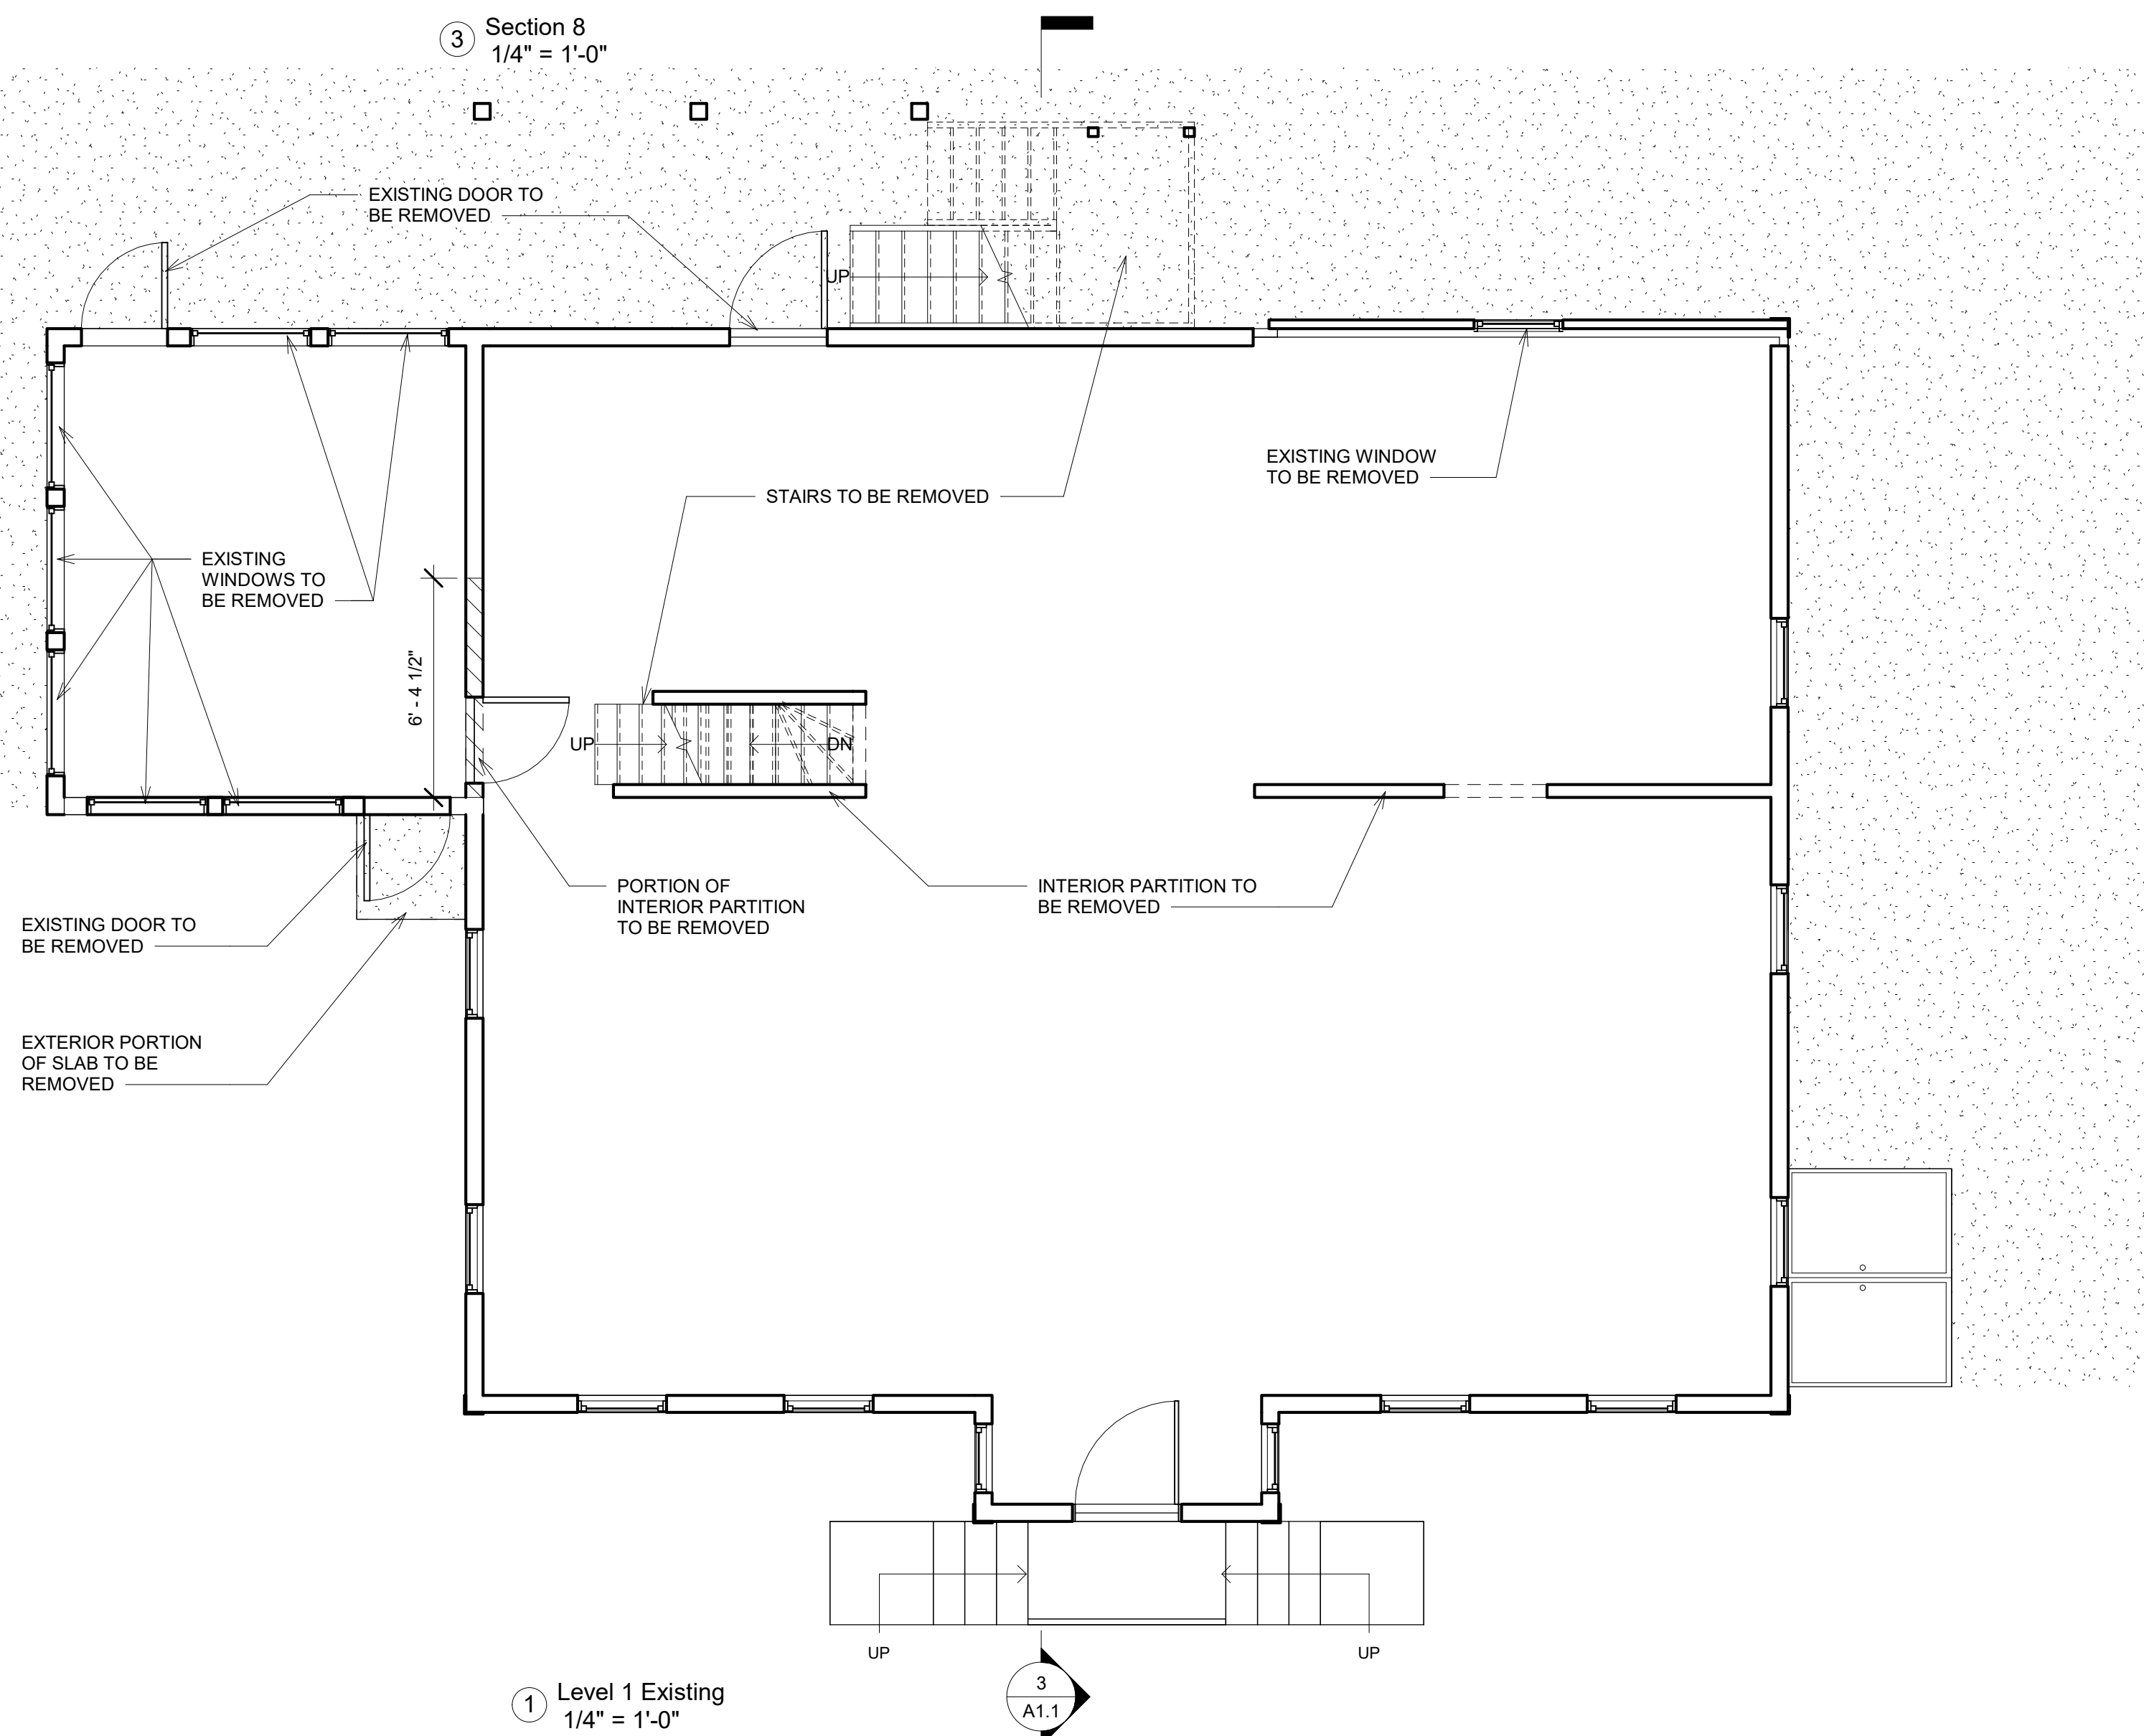 3
Section 8
1/4" = 1'-0"
EXISTING DOOR TO
BE REMOVED
UP
EXISTING WINDOW
TO BE REMOVED
STAIRS TO BE REMOVED
EXISTING
WINDOWS TO
BE REMOVED
6' - 4 1/2"
UP
DN
PORTION OF
INTERIOR PARTITION
TO BE REMOVED
INTERIOR PARTITION TO
BE REMOVED
EXISTING DOOR TO
BE REMOVED
EXTERIOR PORTION
OF SLAB TO BE
REMOVED
UP
UP
3
A1.1
1
Level 1 Existing
1/4" = 1'-0"